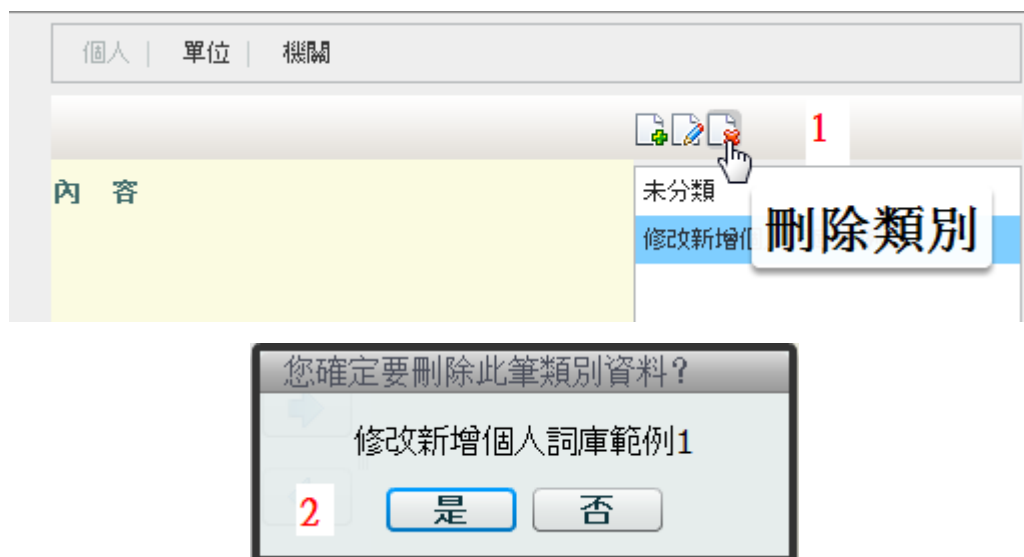 個人｜ 單位｜ 機關
1
內 容
未分類
修改新增個
刪除類別
您確定要刪除此筆類別資料？
修改新增個人詞庫範例1
2 是 否